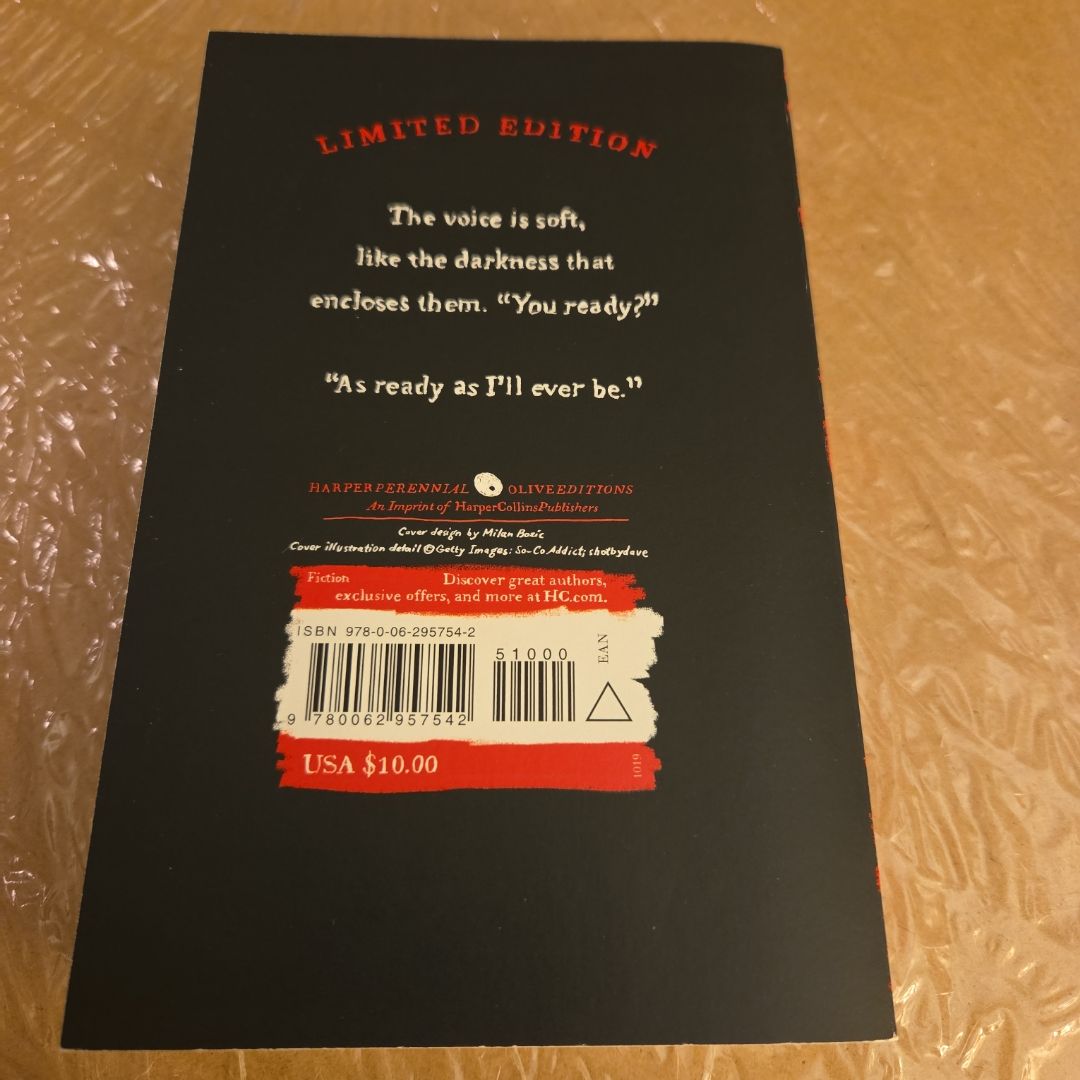 LIMITED EDITION
The voice is soft,
like the darkness that
encloses them. “You ready?”
“As ready as I’ll ever be.”
HARPERPERENNIAL OLIVEEDITIONS
An Imprint of HarperCollinsPublishers
Cover design by Milan Bozic
Cover illustration detail © Getty Images: So-Co Addict; shotbydave
Fiction Discover great authors,
exclusive offers, and more at HC.com.
ISBN 978-0-06-295754-2
51000
EAN
9 780062 957542
USA $10.00
1019